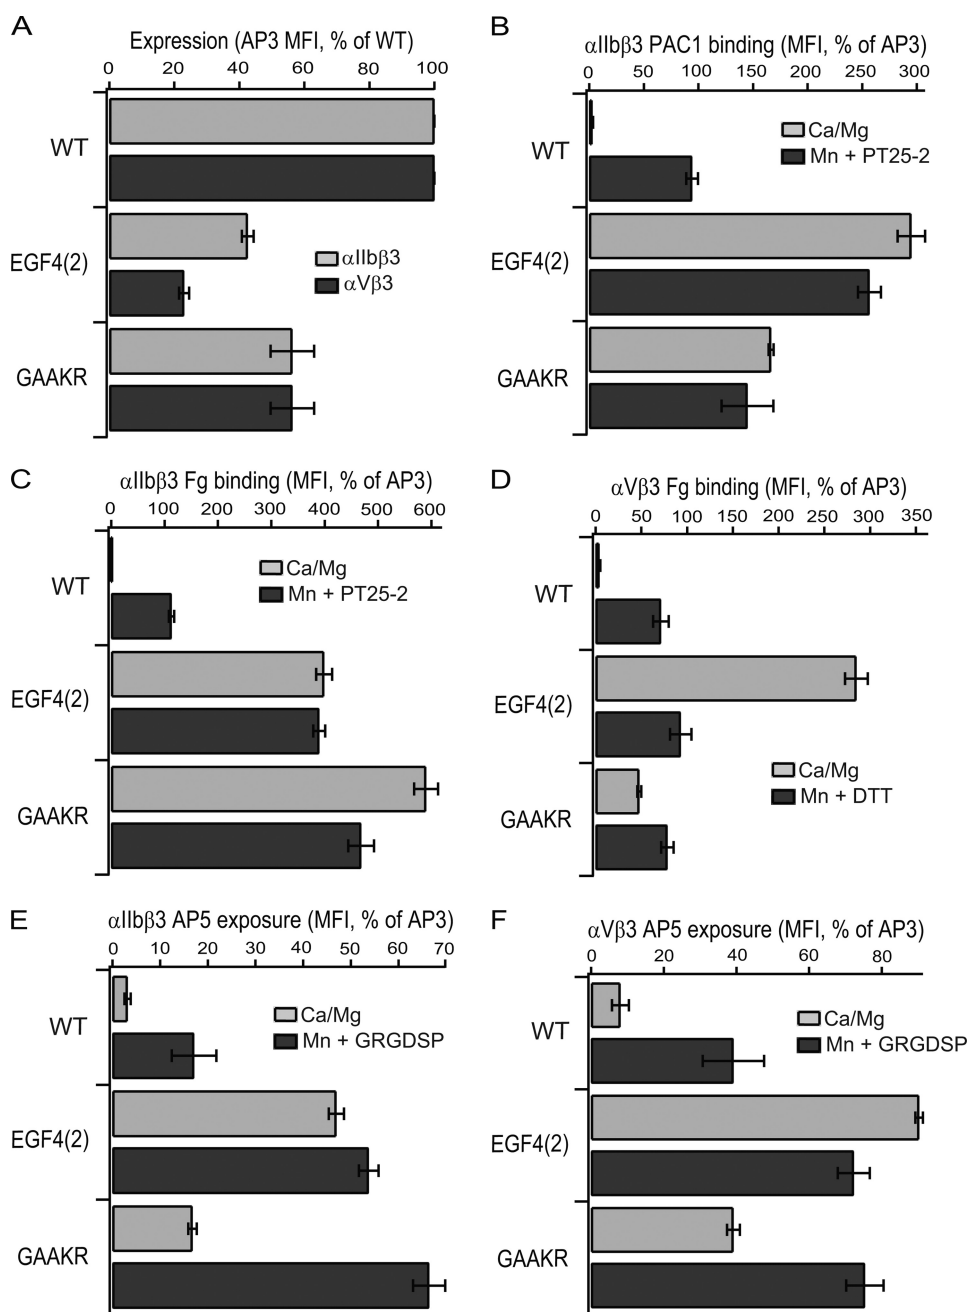 A
Expression (AP3 MFI, % of WT)
0 20 40 60 80 100
WT
EGF4(2)
GAAKR
αIIbβ3
αVβ3
B
αIIbβ3 PAC1 binding (MFI, % of AP3)
0 50 100 150 200 250 300
WT
EGF4(2)
GAAKR
Ca/Mg
Mn + PT25-2
C
αIIbβ3 Fg binding (MFI, % of AP3)
0 100 200 300 400 500 600
WT
EGF4(2)
GAAKR
Ca/Mg
Mn + PT25-2
D
αVβ3 Fg binding (MFI, % of AP3)
0 50 100 150 200 250 300 350
WT
EGF4(2)
GAAKR
Ca/Mg
Mn + DTT
E
αIIbβ3 AP5 exposure (MFI, % of AP3)
0 10 20 30 40 50 60 70
WT
EGF4(2)
GAAKR
Ca/Mg
Mn + GRGDSP
F
αVβ3 AP5 exposure (MFI, % of AP3)
0 20 40 60 80
WT
EGF4(2)
GAAKR
Ca/Mg
Mn + GRGDSP